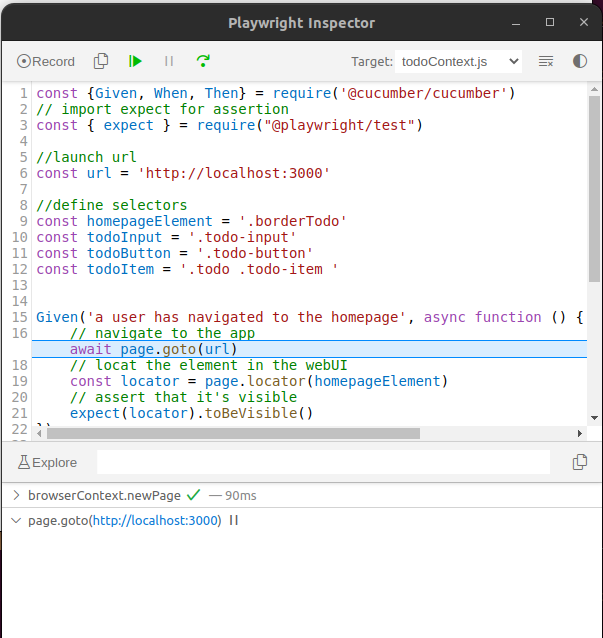 Playwright Inspector
Record Target: todoContext.js
1 const {Given, When, Then} = require('@cucumber/cucumber')
2 // import expect for assertion
3 const { expect } = require("@playwright/test")
4
5 //launch url
6 const url = 'http://localhost:3000'
7
8 //define selectors
9 const homepageElement = '.borderTodo'
10 const todoInput = '.todo-input'
11 const todoButton = '.todo-button'
12 const todoItem = '.todo .todo-item '
13
14
15 Given('a user has navigated to the homepage', async function () {
16 // navigate to the app
await page.goto(url)
18 // locat the element in the webUI
19 const locator = page.locator(homepageElement)
20 // assert that it's visible
21 expect(locator).toBeVisible()
22 })
Explore
browserContext.newPage — 90ms
page.goto(http://localhost:3000)